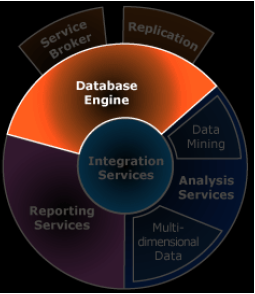 Service
Broker
Replication
Database
Engine
Data
Mining
Integration
Services
Analysis
Services
Reporting
Services
Multi-
dimensional
Data